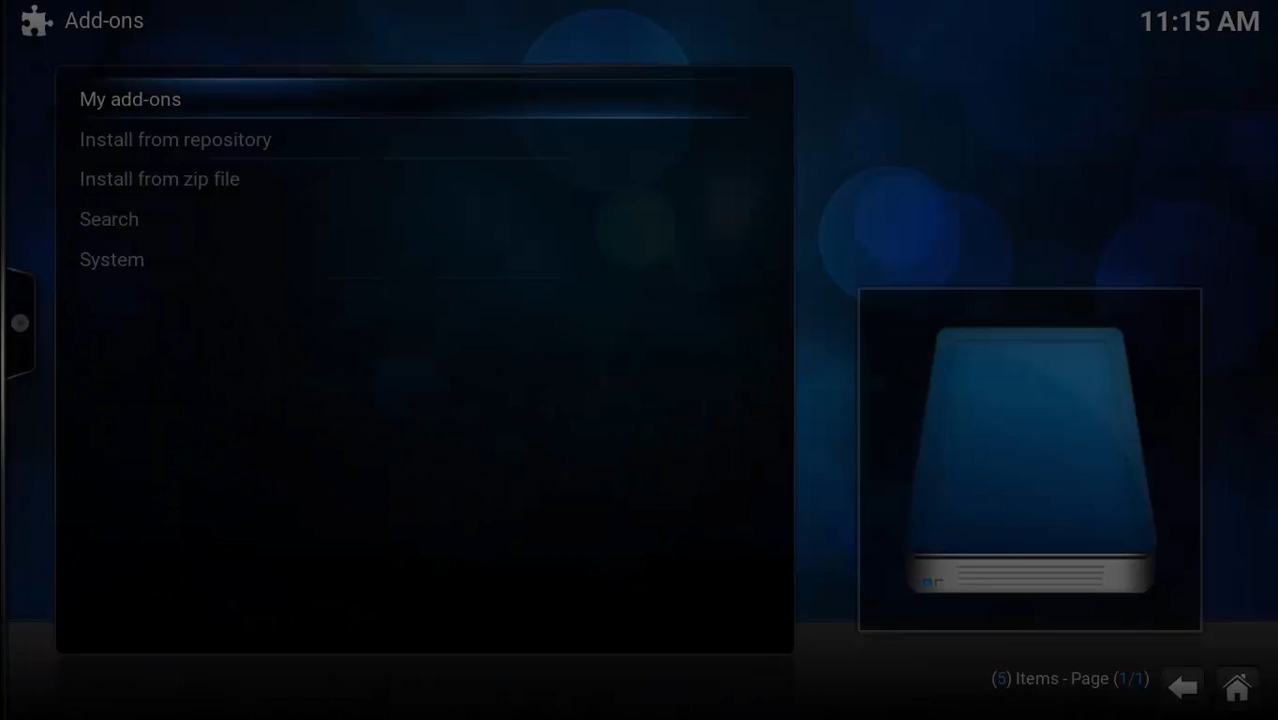 Add-ons
11:15 AM
My add-ons
Install from repository
Install from zip file
Search
System
(5) Items - Page (1/1)